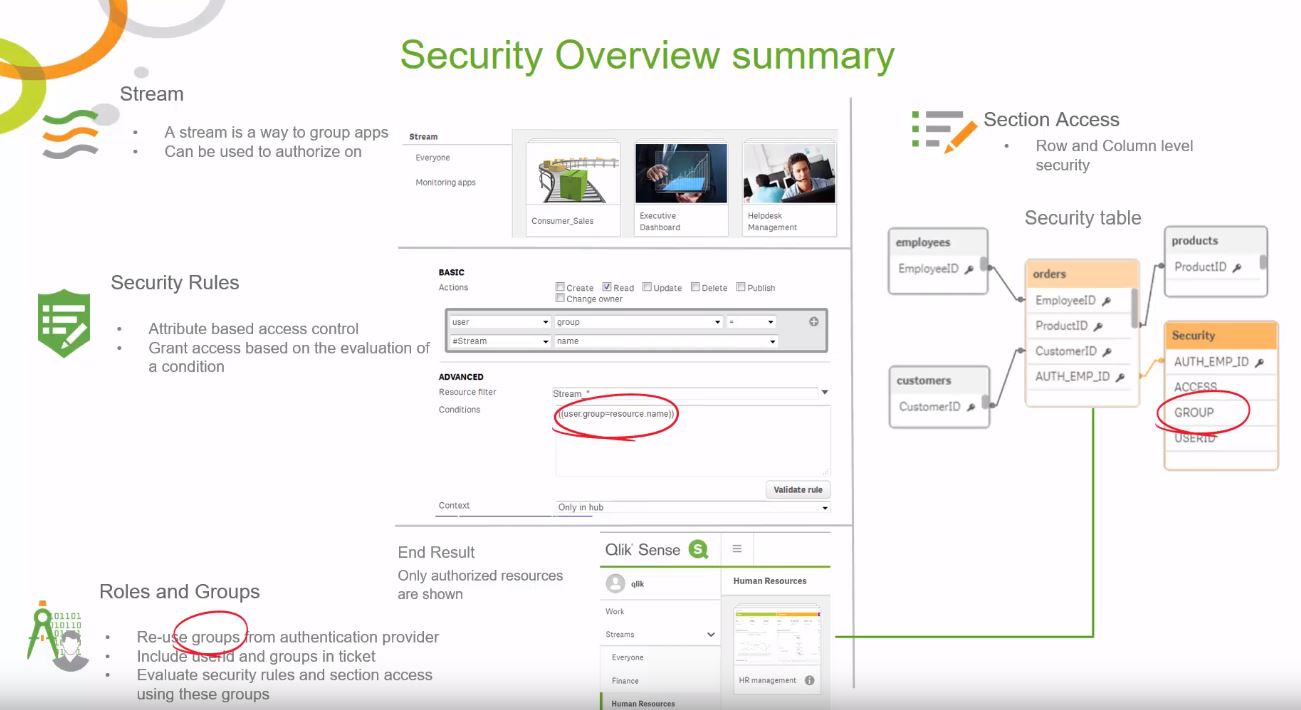 Security Overview summary
Stream
• A stream is a way to group apps
• Can be used to authorize on
Stream
Everyone
Monitoring apps
Consumer_Sales
Executive
Dashboard
Helpdesk
Management
Security Rules
• Attribute based access control
• Grant access based on the evaluation of
a condition
BASIC
Actions
Create Read Update Delete Publish
Change owner
user group =
#Stream name
ADVANCED
Resource filter
Stream_*
Conditions
((user.group=resource.name))
Validate rule
Context
Only in hub
Roles and Groups
• Re-use groups from authentication provider
• Include userid and groups in ticket
• Evaluate security rules and section access
using these groups
01101
010110
End Result
Only authorized resources
are shown
Qlik Sense
qlik
Work
Streams
Everyone
Finance
Human Resources
Human Resources
HR management
Section Access
• Row and Column level
security
Security table
employees
EmployeeID
customers
CustomerID
orders
EmployeeID
ProductID
CustomerID
AUTH_EMP_ID
products
ProductID
Security
AUTH_EMP_ID
ACCESS
GROUP
USERID